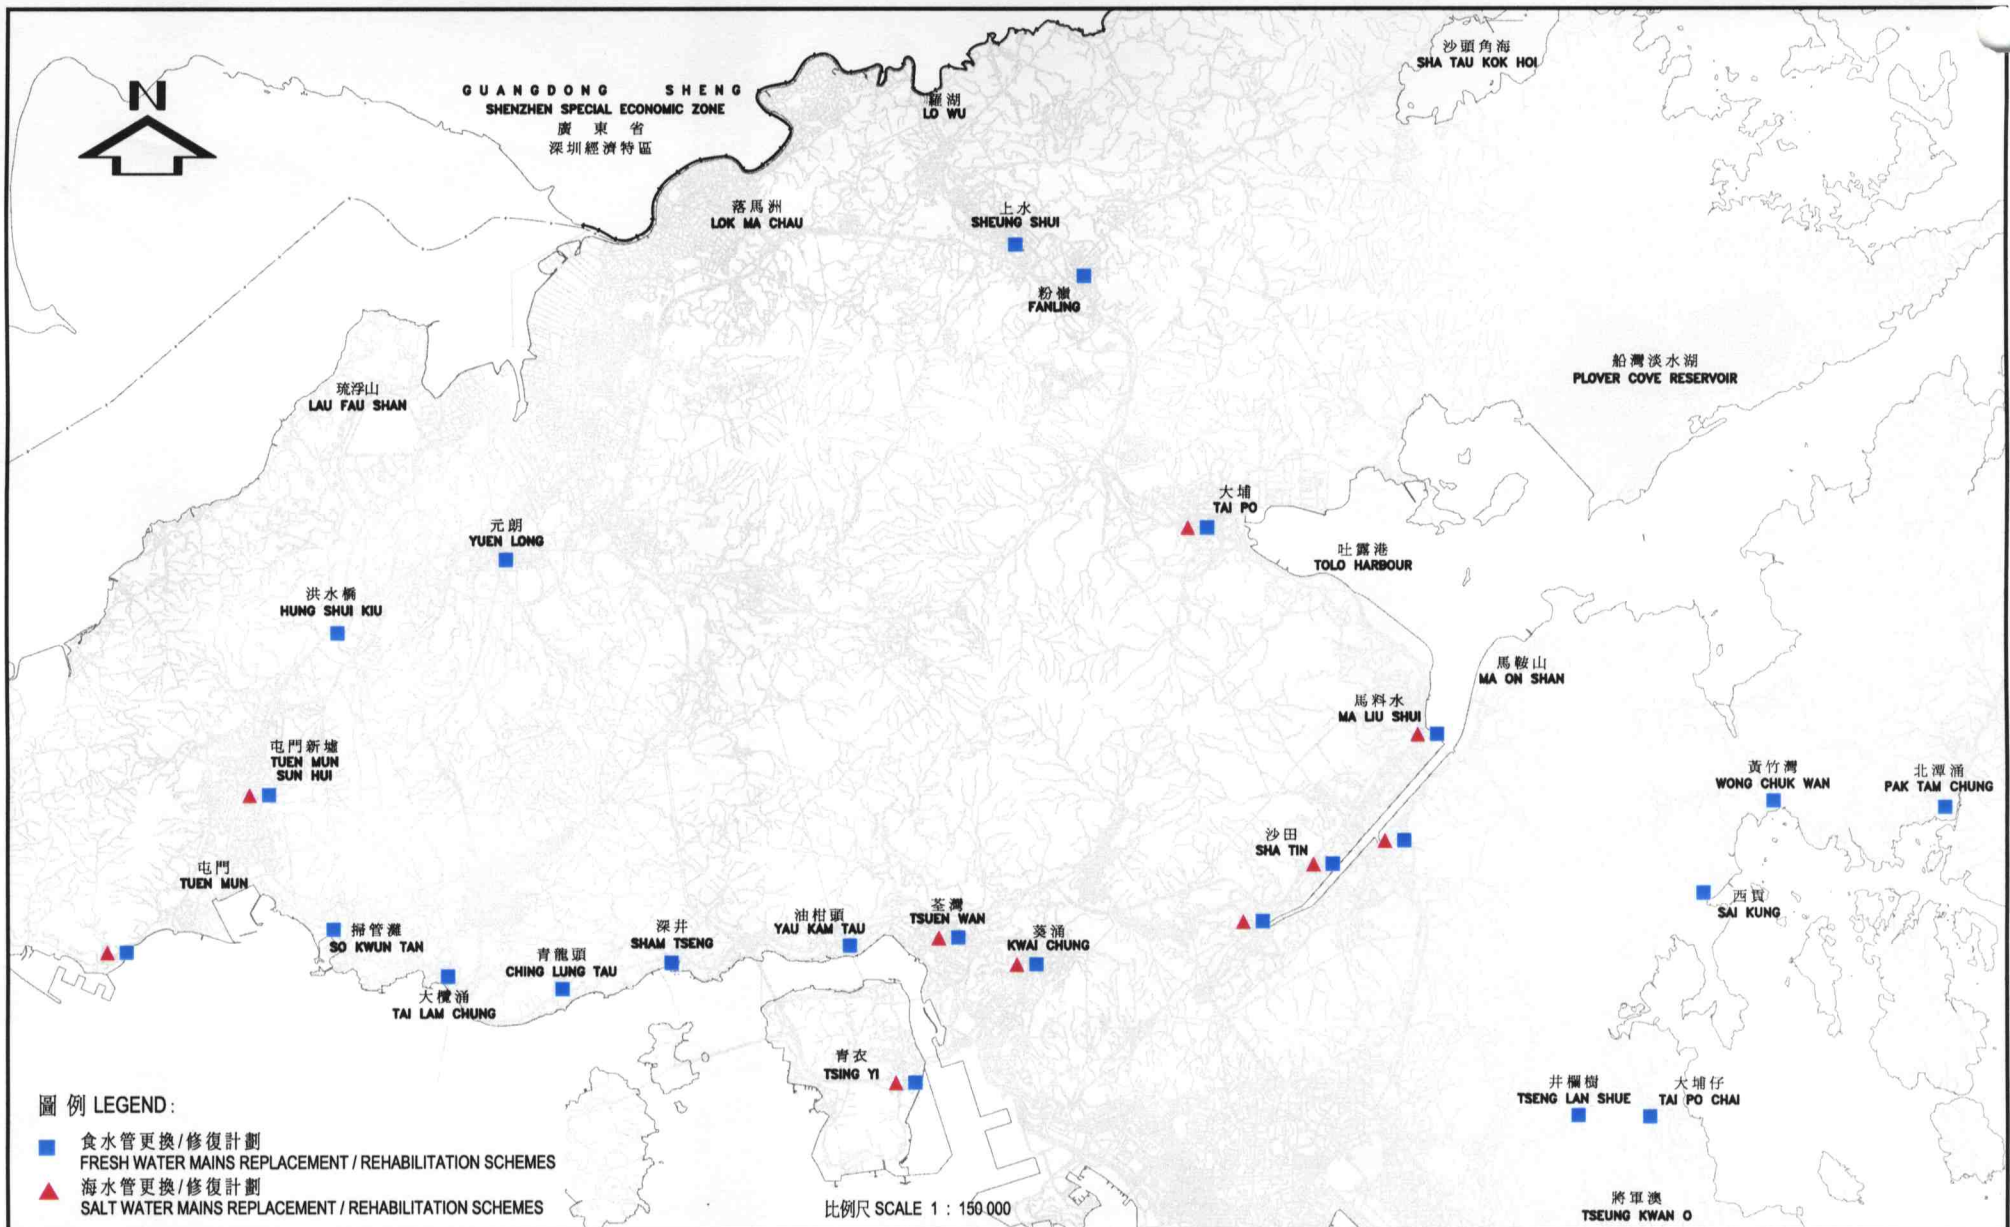 N
GUANGDONG SHENG
SHENZHEN SPECIAL ECONOMIC ZONE
廣東省
深圳經濟特區
沙頭角海
SHA TAU KOK HOI
羅湖
LO WU
落馬洲
LOK MA CHAU
上水
SHEUNG SHUI
粉嶺
FANLING
船灣淡水湖
PLOVER COVE RESERVOIR
琉浮山
LAU FAU SHAN
大埔
TAI PO
元朗
YUEN LONG
吐露港
TOLO HARBOUR
洪水橋
HUNG SHUI KIU
馬鞍山
MA ON SHAN
馬料水
MA LIU SHUI
屯門新墟
TUEN MUN
SUN HUI
黃竹灣
WONG CHUK WAN
北潭涌
PAK TAM CHUNG
沙田
SHA TIN
屯門
TUEN MUN
西貢
SAI KUNG
掃管灘
SO KWUN TAN
深井
SHAM TSENG
油柑頭
YAU KAM TAU
荃灣
TSUEN WAN
葵涌
KWAI CHUNG
青龍頭
CHING LUNG TAU
大欖涌
TAI LAM CHUNG
青衣
TSING YI
井欄樹
TSENG LAN SHUE
大埔仔
TAI PO CHAI
將軍澳
TSEUNG KWAN O
圖例 LEGEND:
食水管更換/修復計劃
FRESH WATER MAINS REPLACEMENT / REHABILITATION SCHEMES
海水管更換/修復計劃
SALT WATER MAINS REPLACEMENT / REHABILITATION SCHEMES
比例尺 SCALE 1 : 150 000